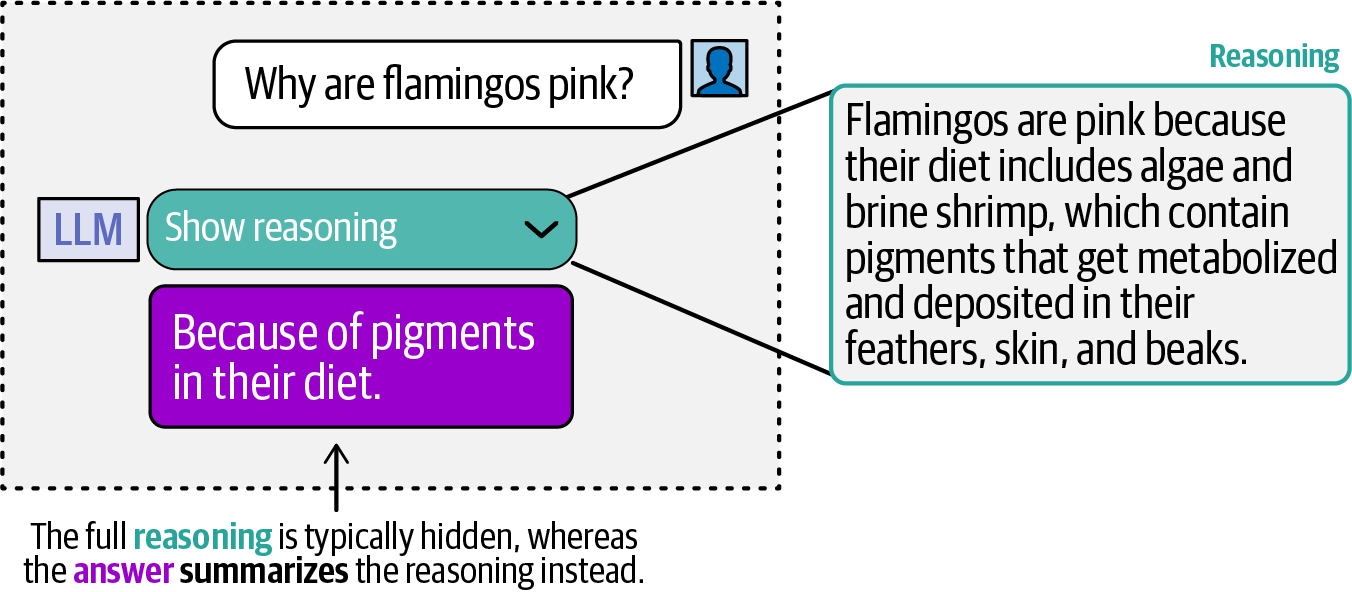 Why are flamingos pink?
Reasoning
LLM
Show reasoning
Flamingos are pink because
their diet includes algae and
brine shrimp, which contain
pigments that get metabolized
and deposited in their
feathers, skin, and beaks.
Because of pigments
in their diet.
The full reasoning is typically hidden, whereas
the answer summarizes the reasoning instead.